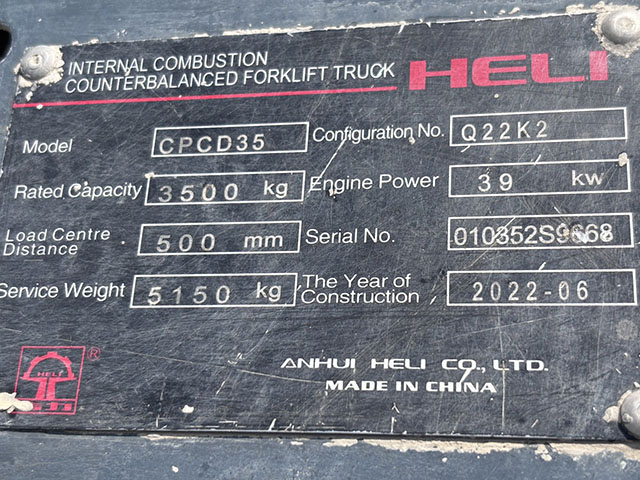 INTERNAL COMBUSTION
COUNTERBALANCED FORKLIFT TRUCK HELI
Model CPCD35 Configuration No. Q22K2
Rated Capacity 3500 kg Engine Power 39 kw
Load Centre Distance 500 mm Serial No. 010352S9668
Service Weight 5150 kg The Year of Construction 2022-06
HELI ®
ANHUI HELI CO., LTD.
MADE IN CHINA